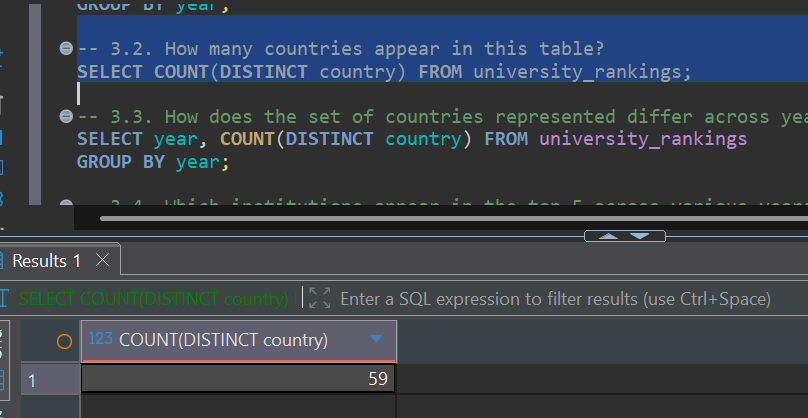 GROUP BY year;
-- 3.2. How many countries appear in this table?
SELECT COUNT(DISTINCT country) FROM university_rankings;
-- 3.3. How does the set of countries represented differ across yea
SELECT year, COUNT(DISTINCT country) FROM university_rankings
GROUP BY year;
-- 3.4. Which institutions appear in the top 5 across various years
Results 1
SELECT COUNT(DISTINCT country)
Enter a SQL expression to filter results (use Ctrl+Space)
123 COUNT(DISTINCT country)
1 59